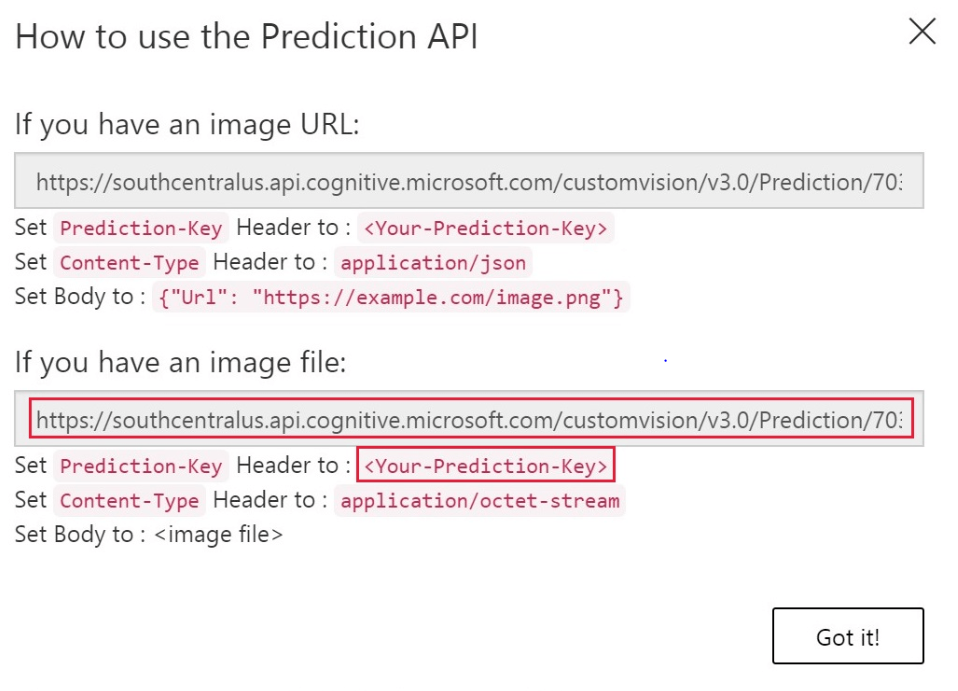 How to use the Prediction API
If you have an image URL:
https://southcentralus.api.cognitive.microsoft.com/customvision/v3.0/Prediction/703
Set Prediction-Key Header to : <Your-Prediction-Key>
Set Content-Type Header to : application/json
Set Body to : {"Url": "https://example.com/image.png"}
If you have an image file:
https://southcentralus.api.cognitive.microsoft.com/customvision/v3.0/Prediction/703
Set Prediction-Key Header to : <Your-Prediction-Key>
Set Content-Type Header to : application/octet-stream
Set Body to : <image file>
Got it!